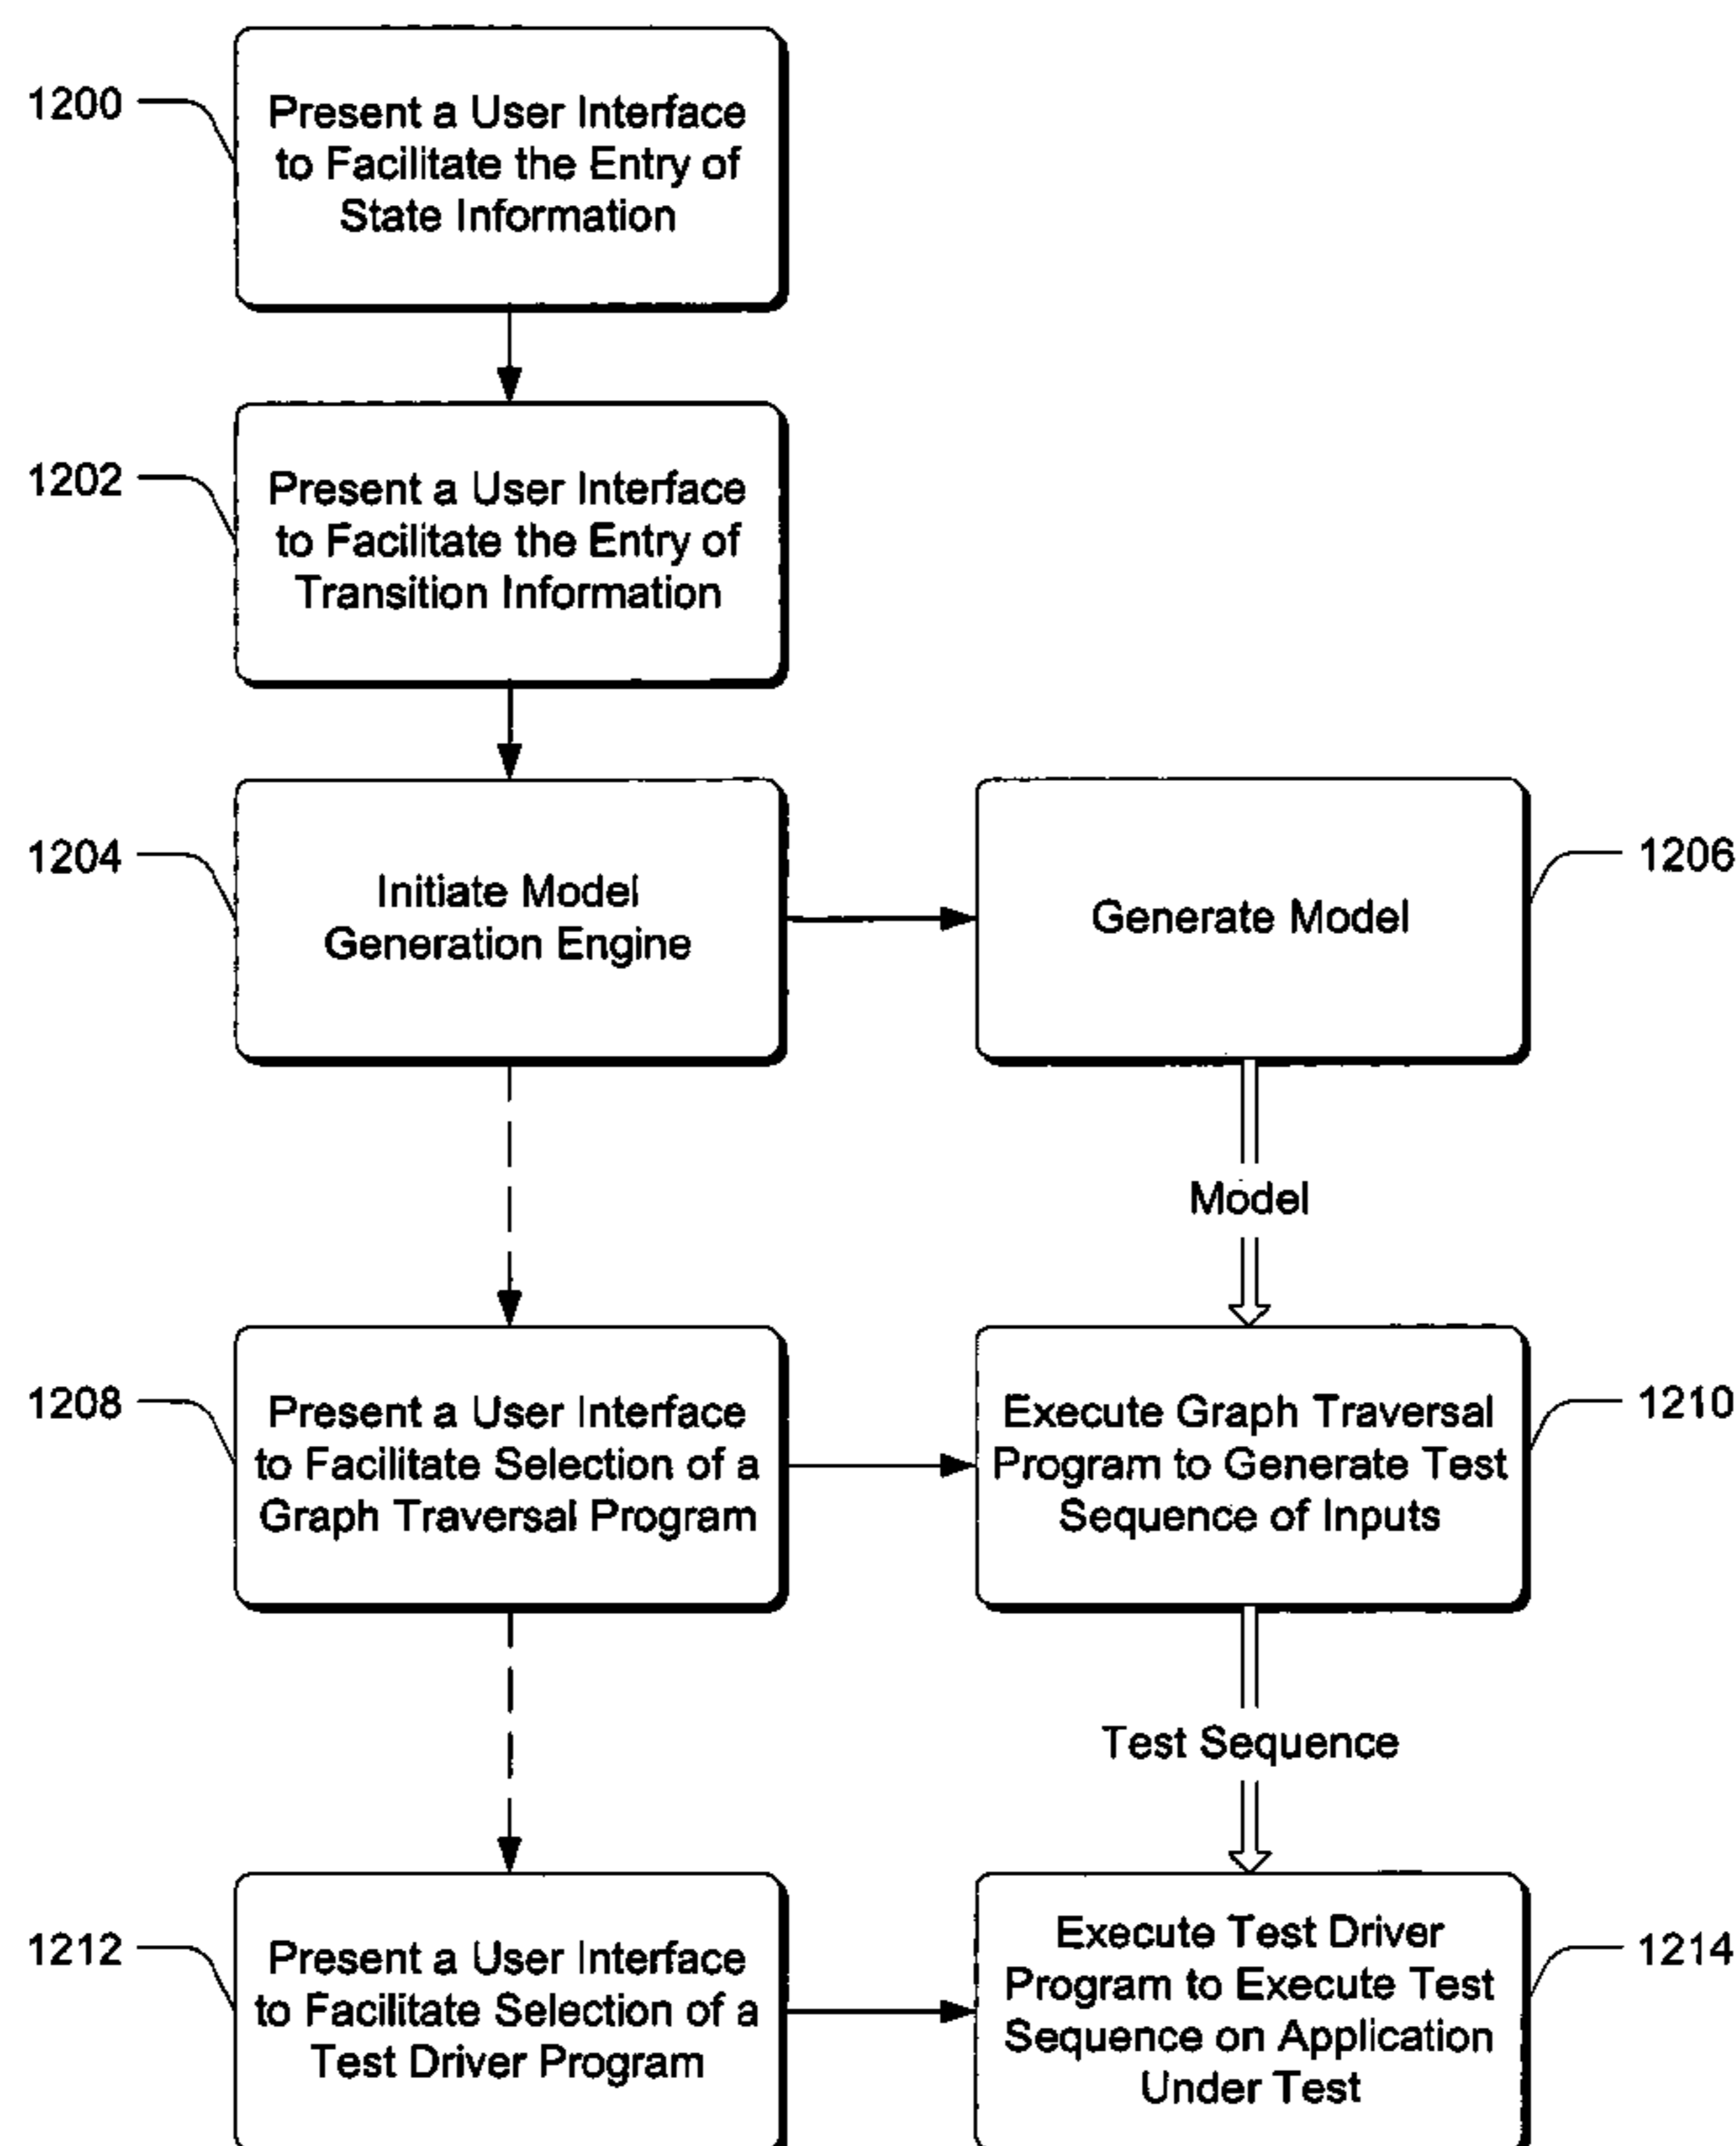 1200
Present a User Interface
to Facilitate the Entry of
State Information
1202
Present a User Interface
to Facilitate the Entry of
Transition Information
1204
Initiate Model
Generation Engine
Generate Model
1206
Model
1208
Present a User Interface
to Facilitate Selection of a
Graph Traversal Program
Execute Graph Traversal
Program to Generate Test
Sequence of Inputs
1210
Test Sequence
1212
Present a User Interface
to Facilitate Selection of a
Test Driver Program
Execute Test Driver
Program to Execute Test
Sequence on Application
Under Test
1214